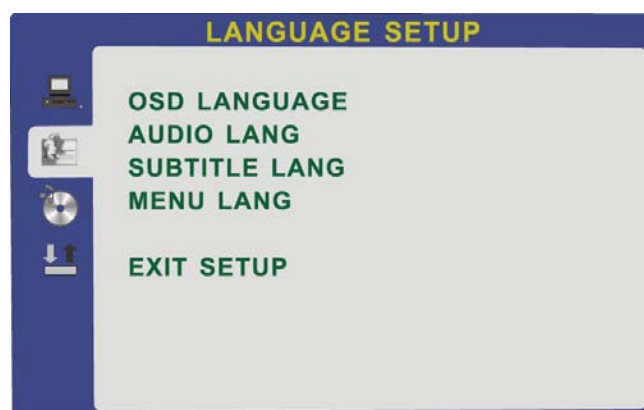 LANGUAGE SETUP
OSD LANGUAGE
AUDIO LANG
SUBTITLE LANG
MENU LANG
EXIT SETUP